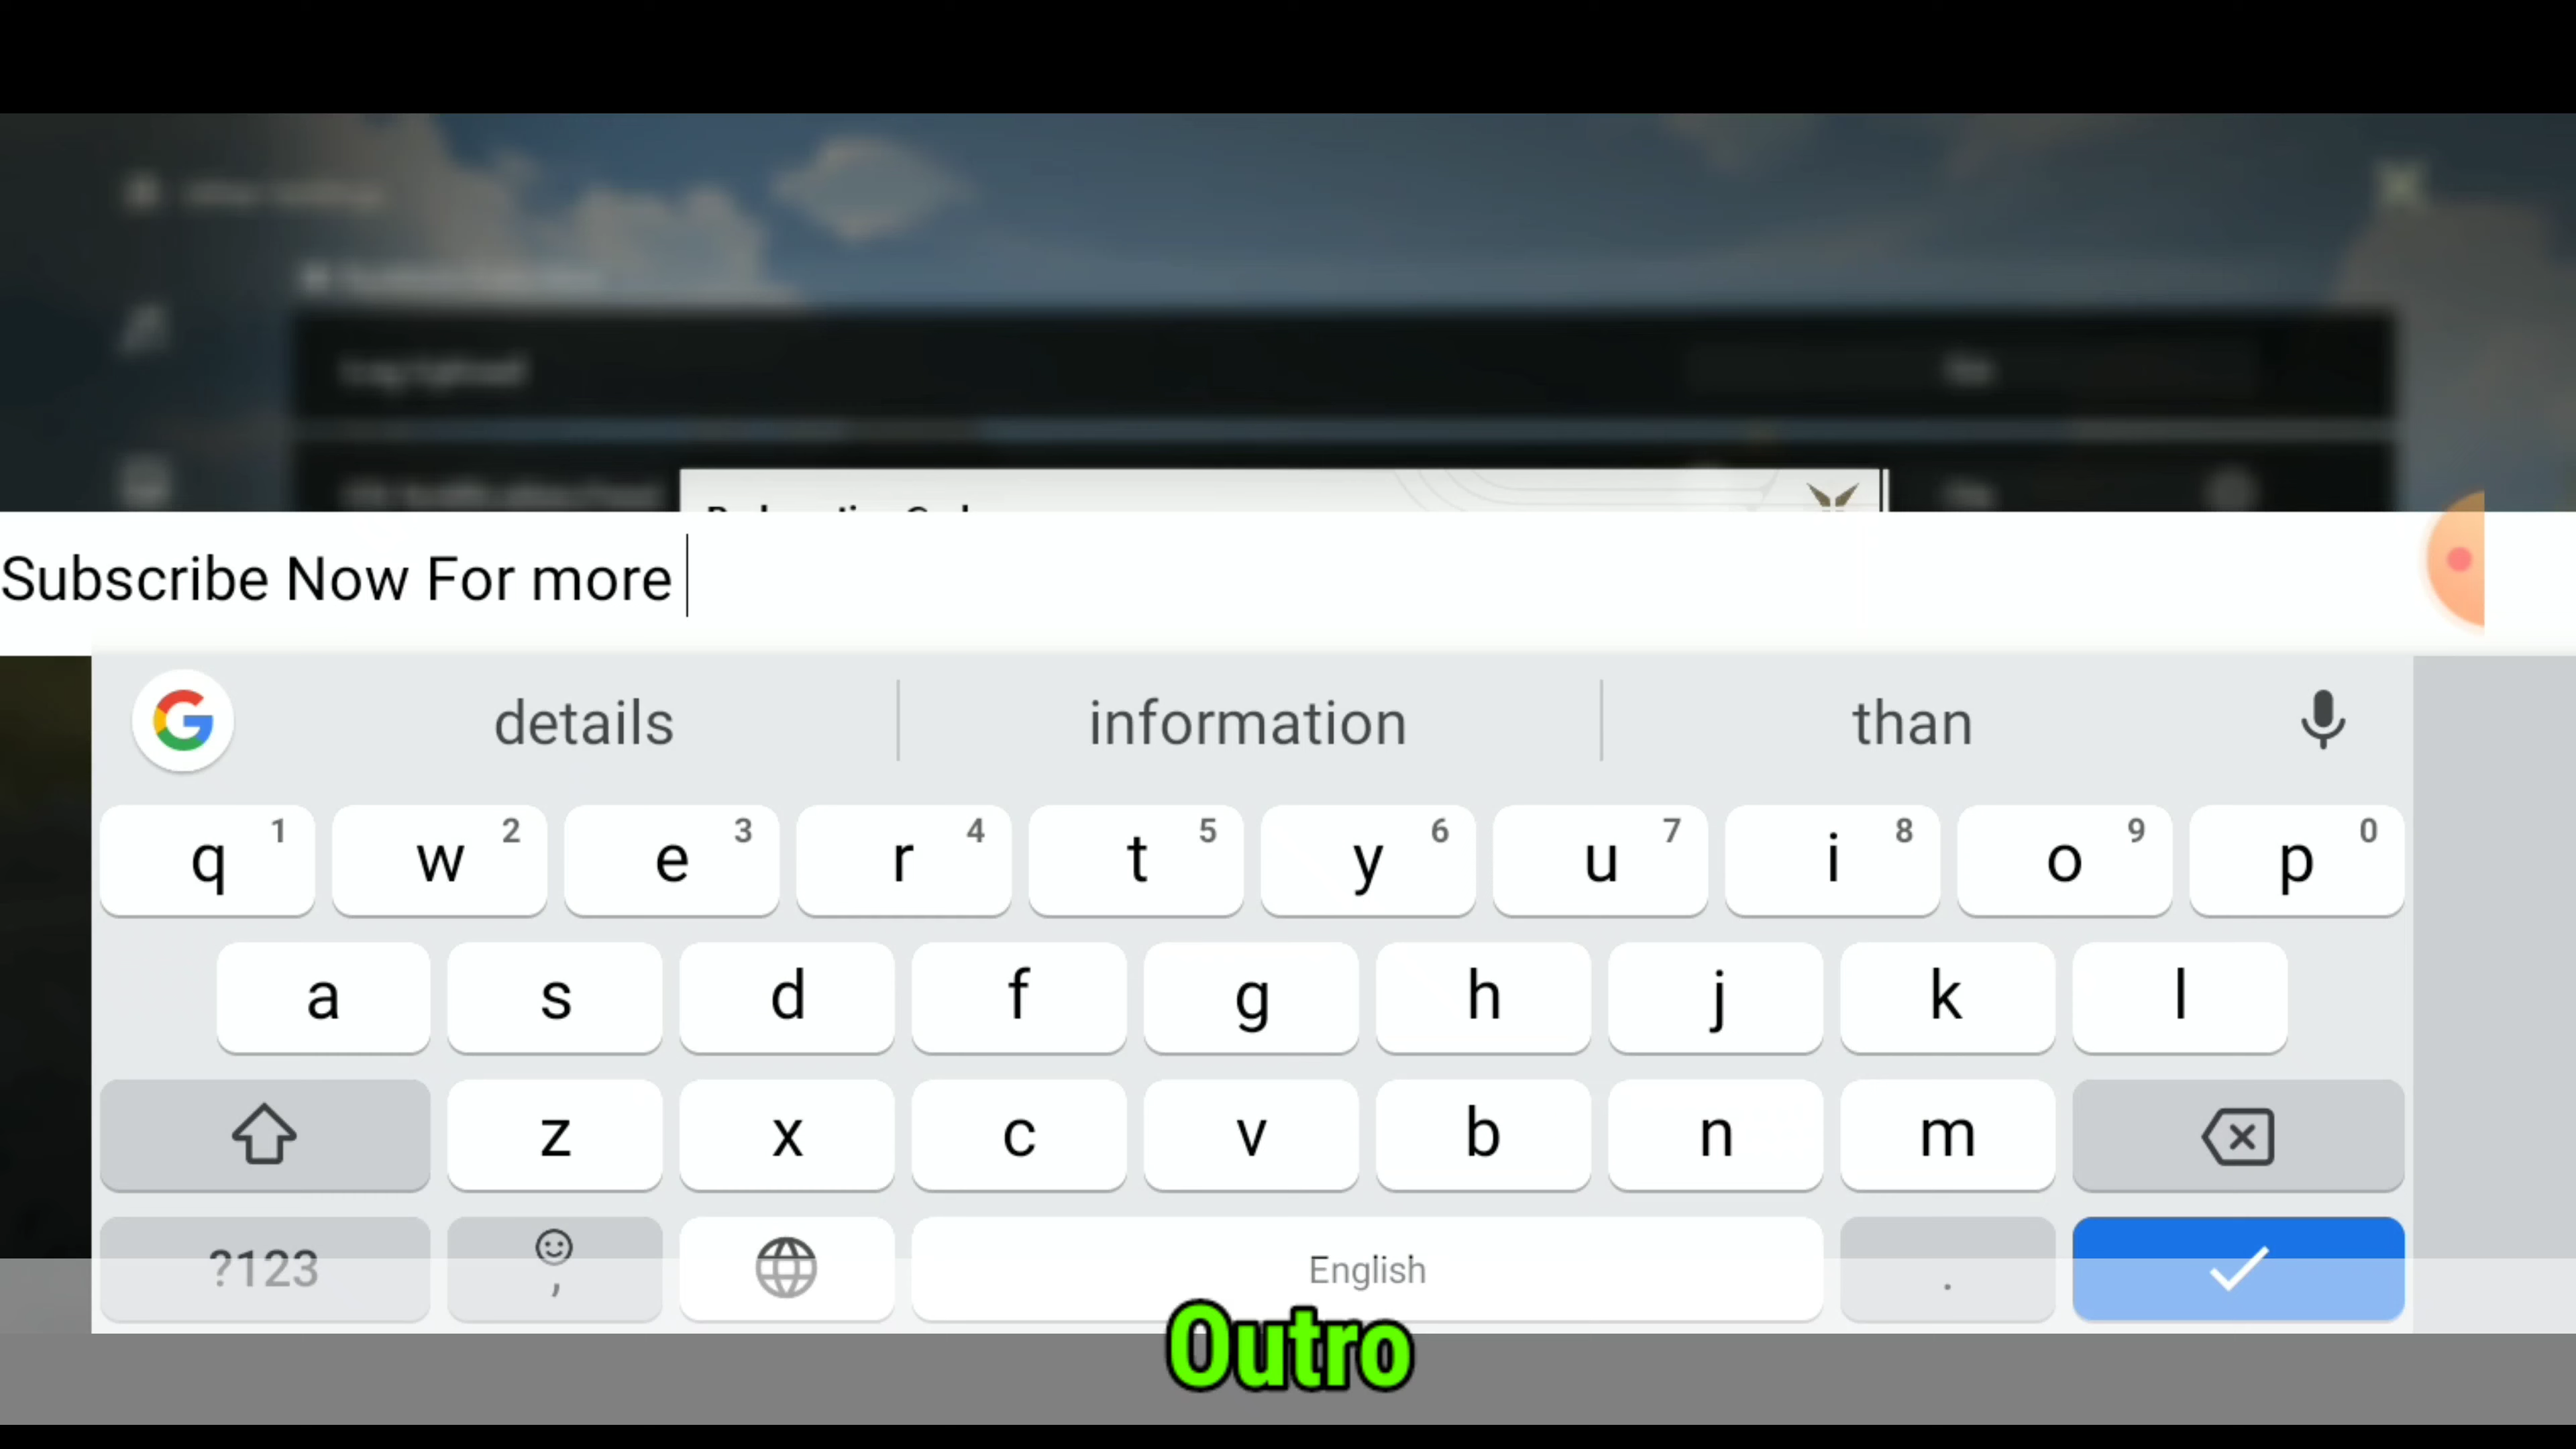 Subscribe Now For more
details information than
q 1 w 2 e 3 r 4 t 5 y 6 u 7 i 8 o 9 p 0
a s d f g h j k l
z x c v b n m
?123 , English .
Outro